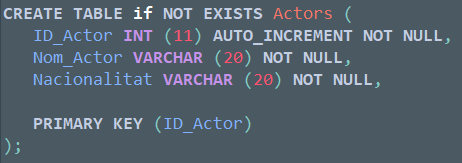 CREATE TABLE if NOT EXISTS Actors (
ID_Actor INT (11) AUTO_INCREMENT NOT NULL,
Nom_Actor VARCHAR (20) NOT NULL,
Nacionalitat VARCHAR (20) NOT NULL,
PRIMARY KEY (ID_Actor)
);